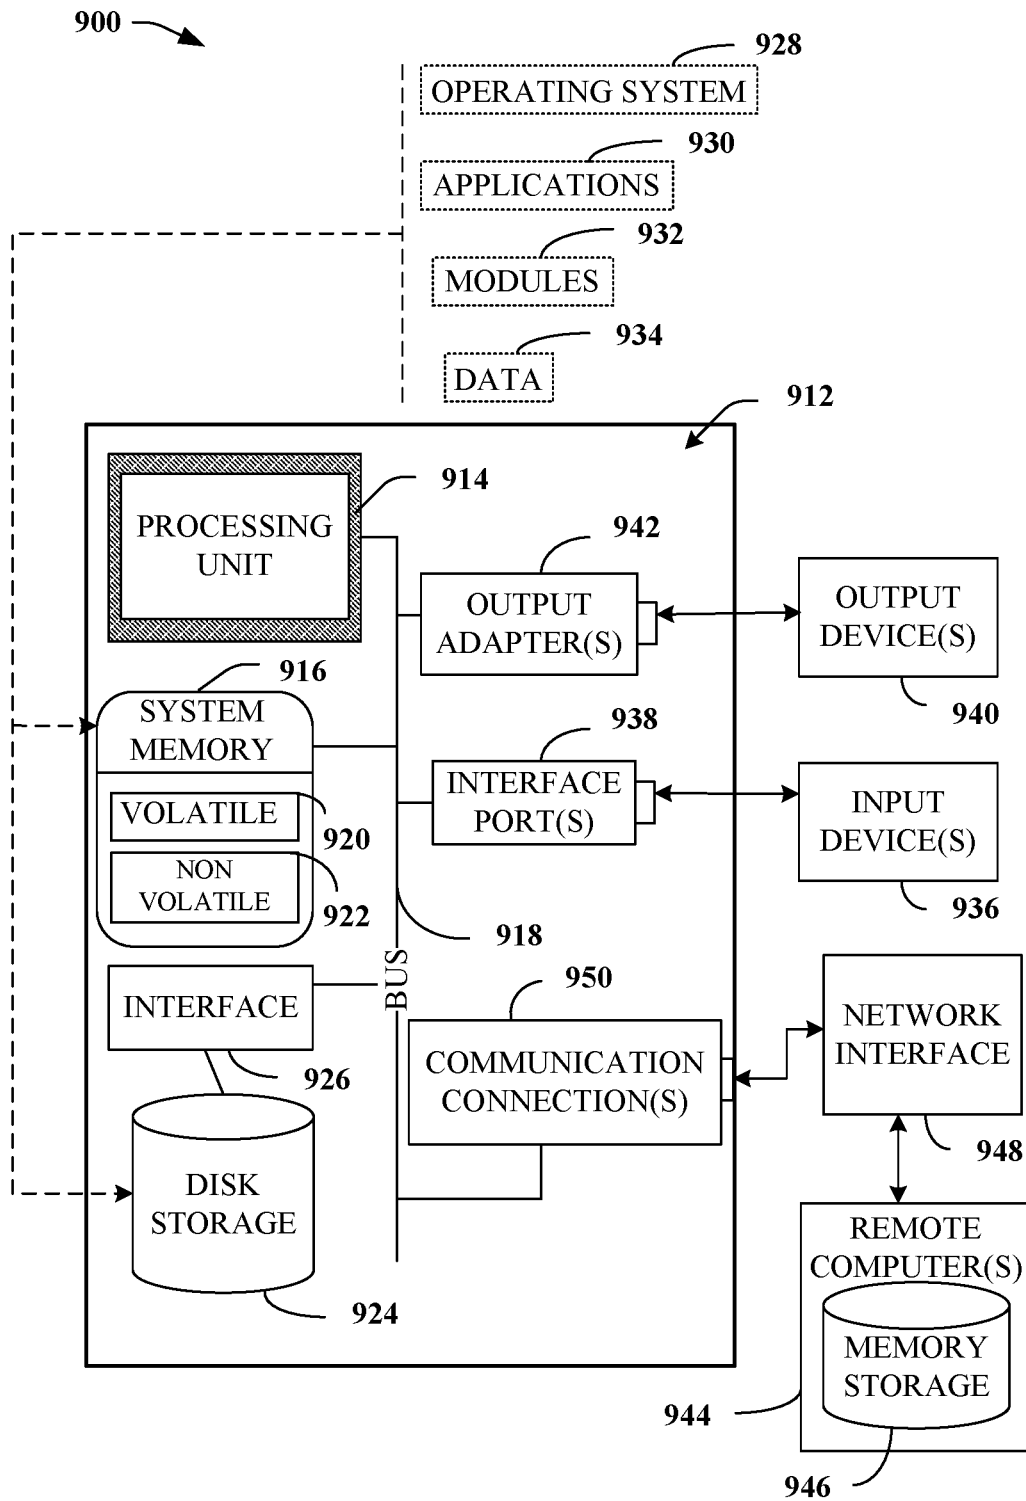 900
928
OPERATING SYSTEM
930
APPLICATIONS
932
MODULES
934
DATA
912
914
PROCESSING
UNIT
942
OUTPUT
ADAPTER(S)
OUTPUT
DEVICE(S)
940
916
SYSTEM
MEMORY
938
INTERFACE
PORT(S)
INPUT
DEVICE(S)
936
VOLATILE
920
NON
VOLATILE
922
918
BUS
INTERFACE
926
950
COMMUNICATION
CONNECTION(S)
NETWORK
INTERFACE
948
DISK
STORAGE
924
REMOTE
COMPUTER(S)
MEMORY
STORAGE
944
946